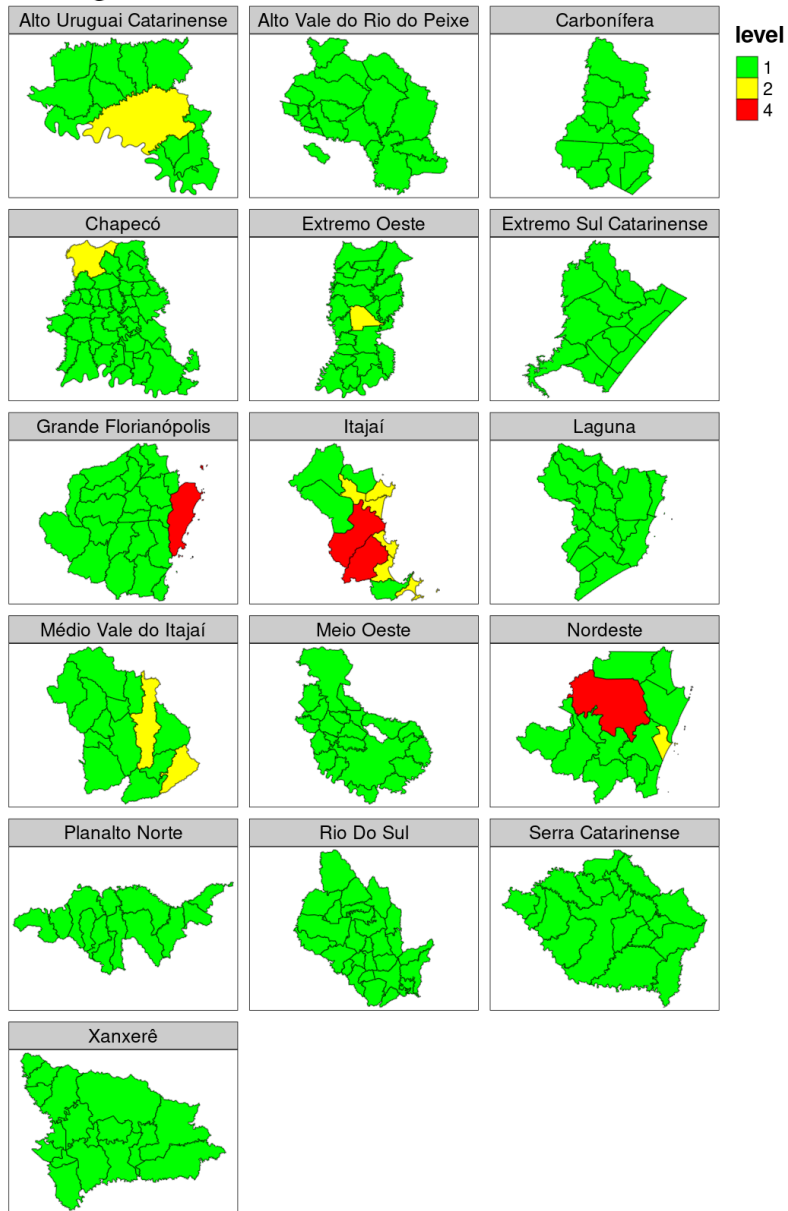 Alto Uruguai Catarinense
Alto Vale do Rio do Peixe
Carbonífera
level
1
2
4
Chapecó
Extremo Oeste
Extremo Sul Catarinense
Grande Florianópolis
Itajaí
Laguna
Médio Vale do Itajaí
Meio Oeste
Nordeste
Planalto Norte
Rio Do Sul
Serra Catarinense
Xanxerê